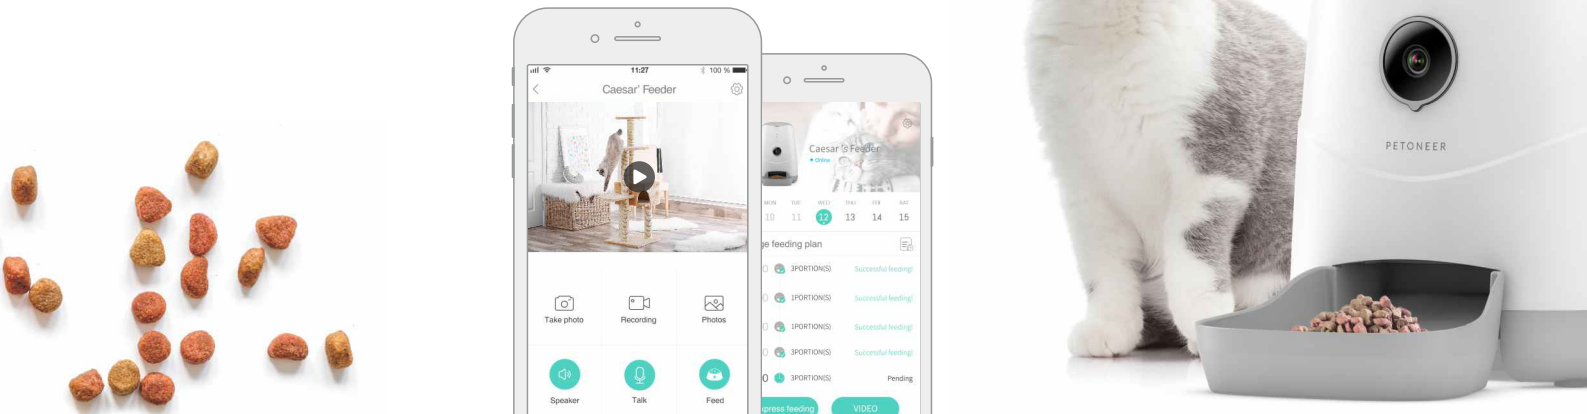 11:27
100 %
Caesar' Feeder
Take photo
Recording
Photos
Speaker
Talk
Feed
Caesar 's Feeder
Online
MON TUE WED THU FRI SAT
10 11 12 13 14 15
feeding plan
3PORTION(S) Successful feeding!
1PORTION(S) Successful feeding!
1PORTION(S) Successful feeding!
3PORTION(S) Successful feeding!
3PORTION(S) Pending
feeding
VIDEO
PETONEER